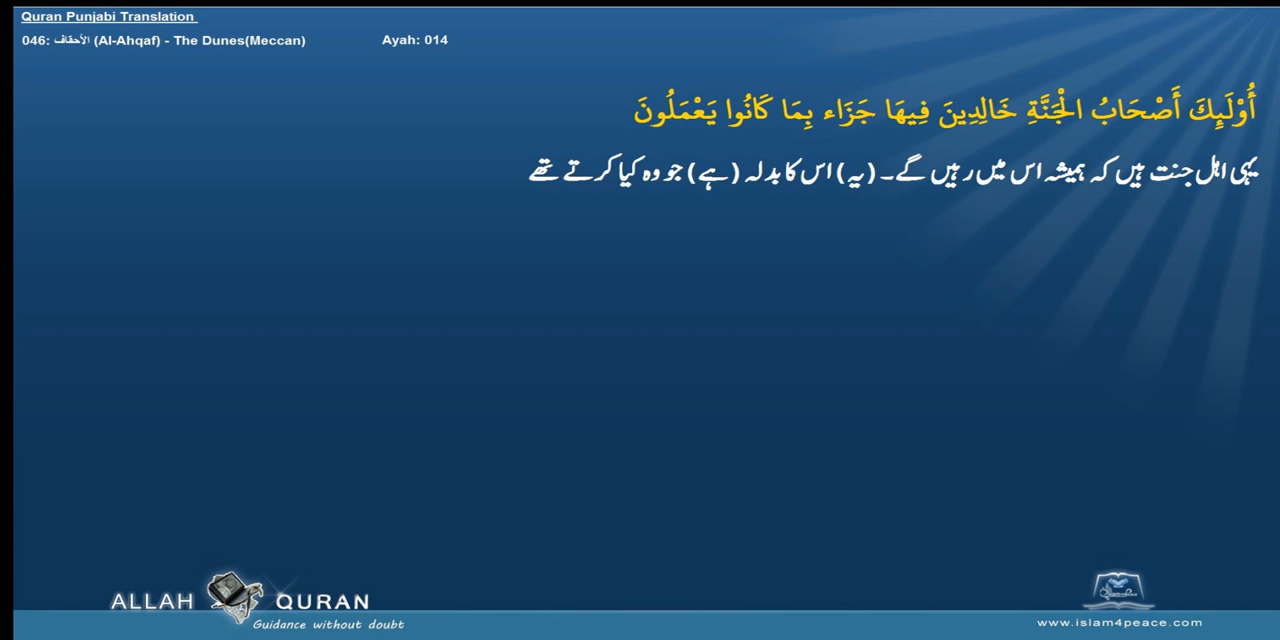 Quran Punjabi Translation
046: الأحقاف (Al-Ahqaf) - The Dunes(Meccan) Ayah: 014
أُوْلَئِكَ أَصْحَابُ الْجَنَّةِ خَالِدِينَ فِيهَا جَزَاء بِمَا كَانُوا يَعْمَلُونَ
یہی اہل جنت ہیں کہ ہمیشہ اس میں رہیں گے۔ (یہ) اس کا بدلہ (ہے) جو وہ کیا کرتے تھے
ALLAH QURAN
Guidance without doubt
www.islam4peace.com